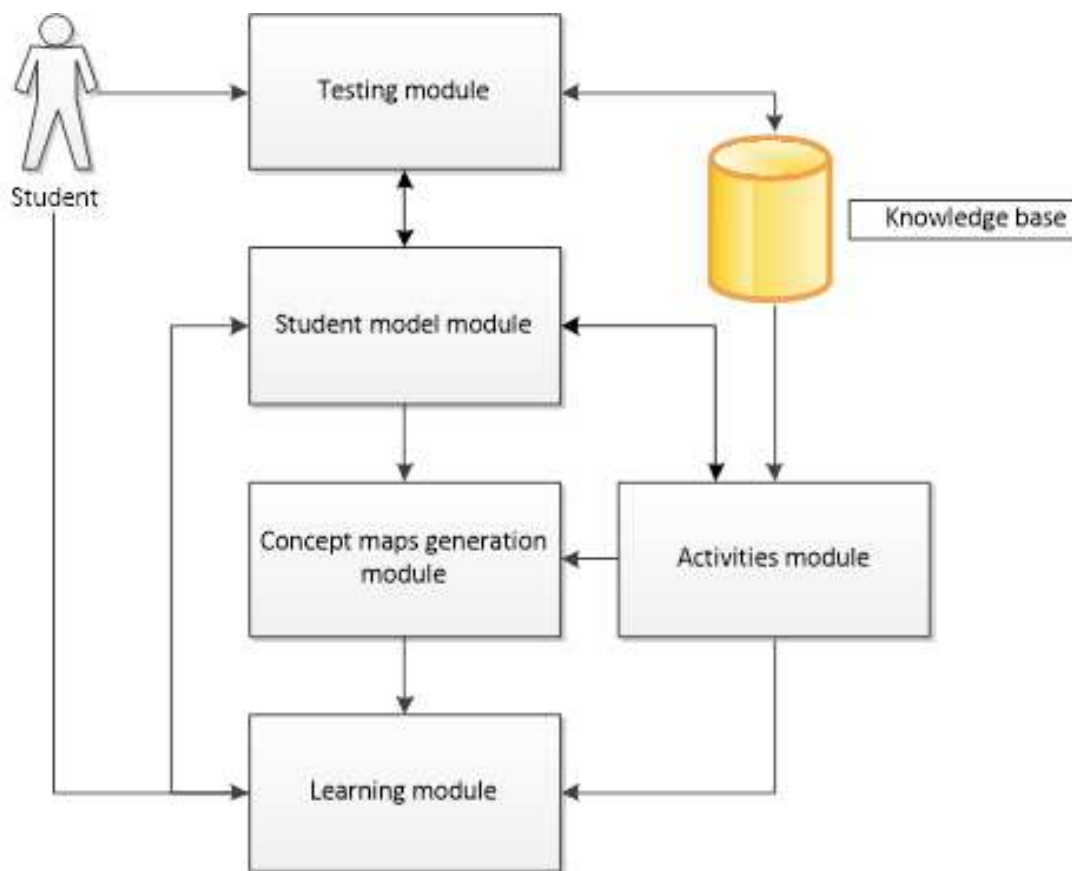 Testing module
Student
Knowledge base
Student model module
Concept maps generation
module
Activities module
Learning module